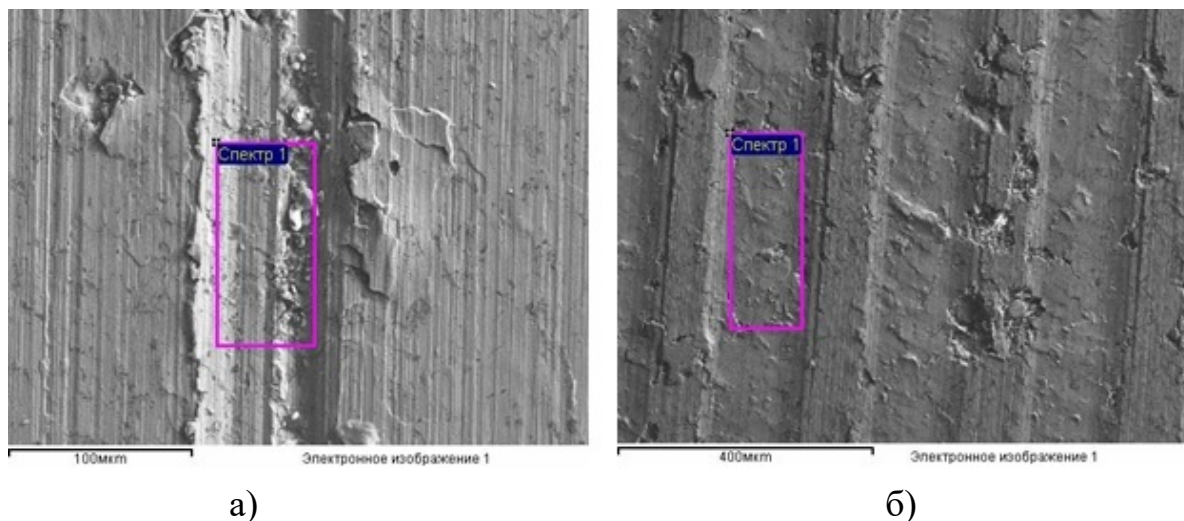 Спектр 1
Спектр 1
100мкm
Электронное изображение 1
400мкm
Электронное изображение 1
а)
б)